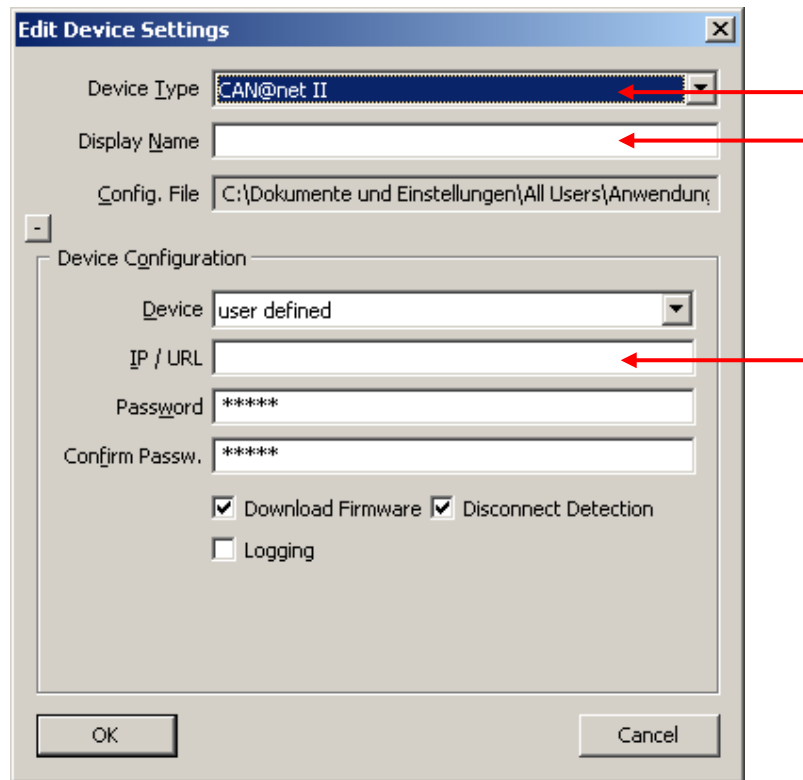 Edit Device Settings
Device Type CAN@net II
Display Name
Config. File C:\Dokumente und Einstellungen\All Users\Anwendung
-
Device Configuration
Device user defined
IP / URL
Password *****
Confirm Passw. *****
Download Firmware Disconnect Detection
Logging
OK Cancel